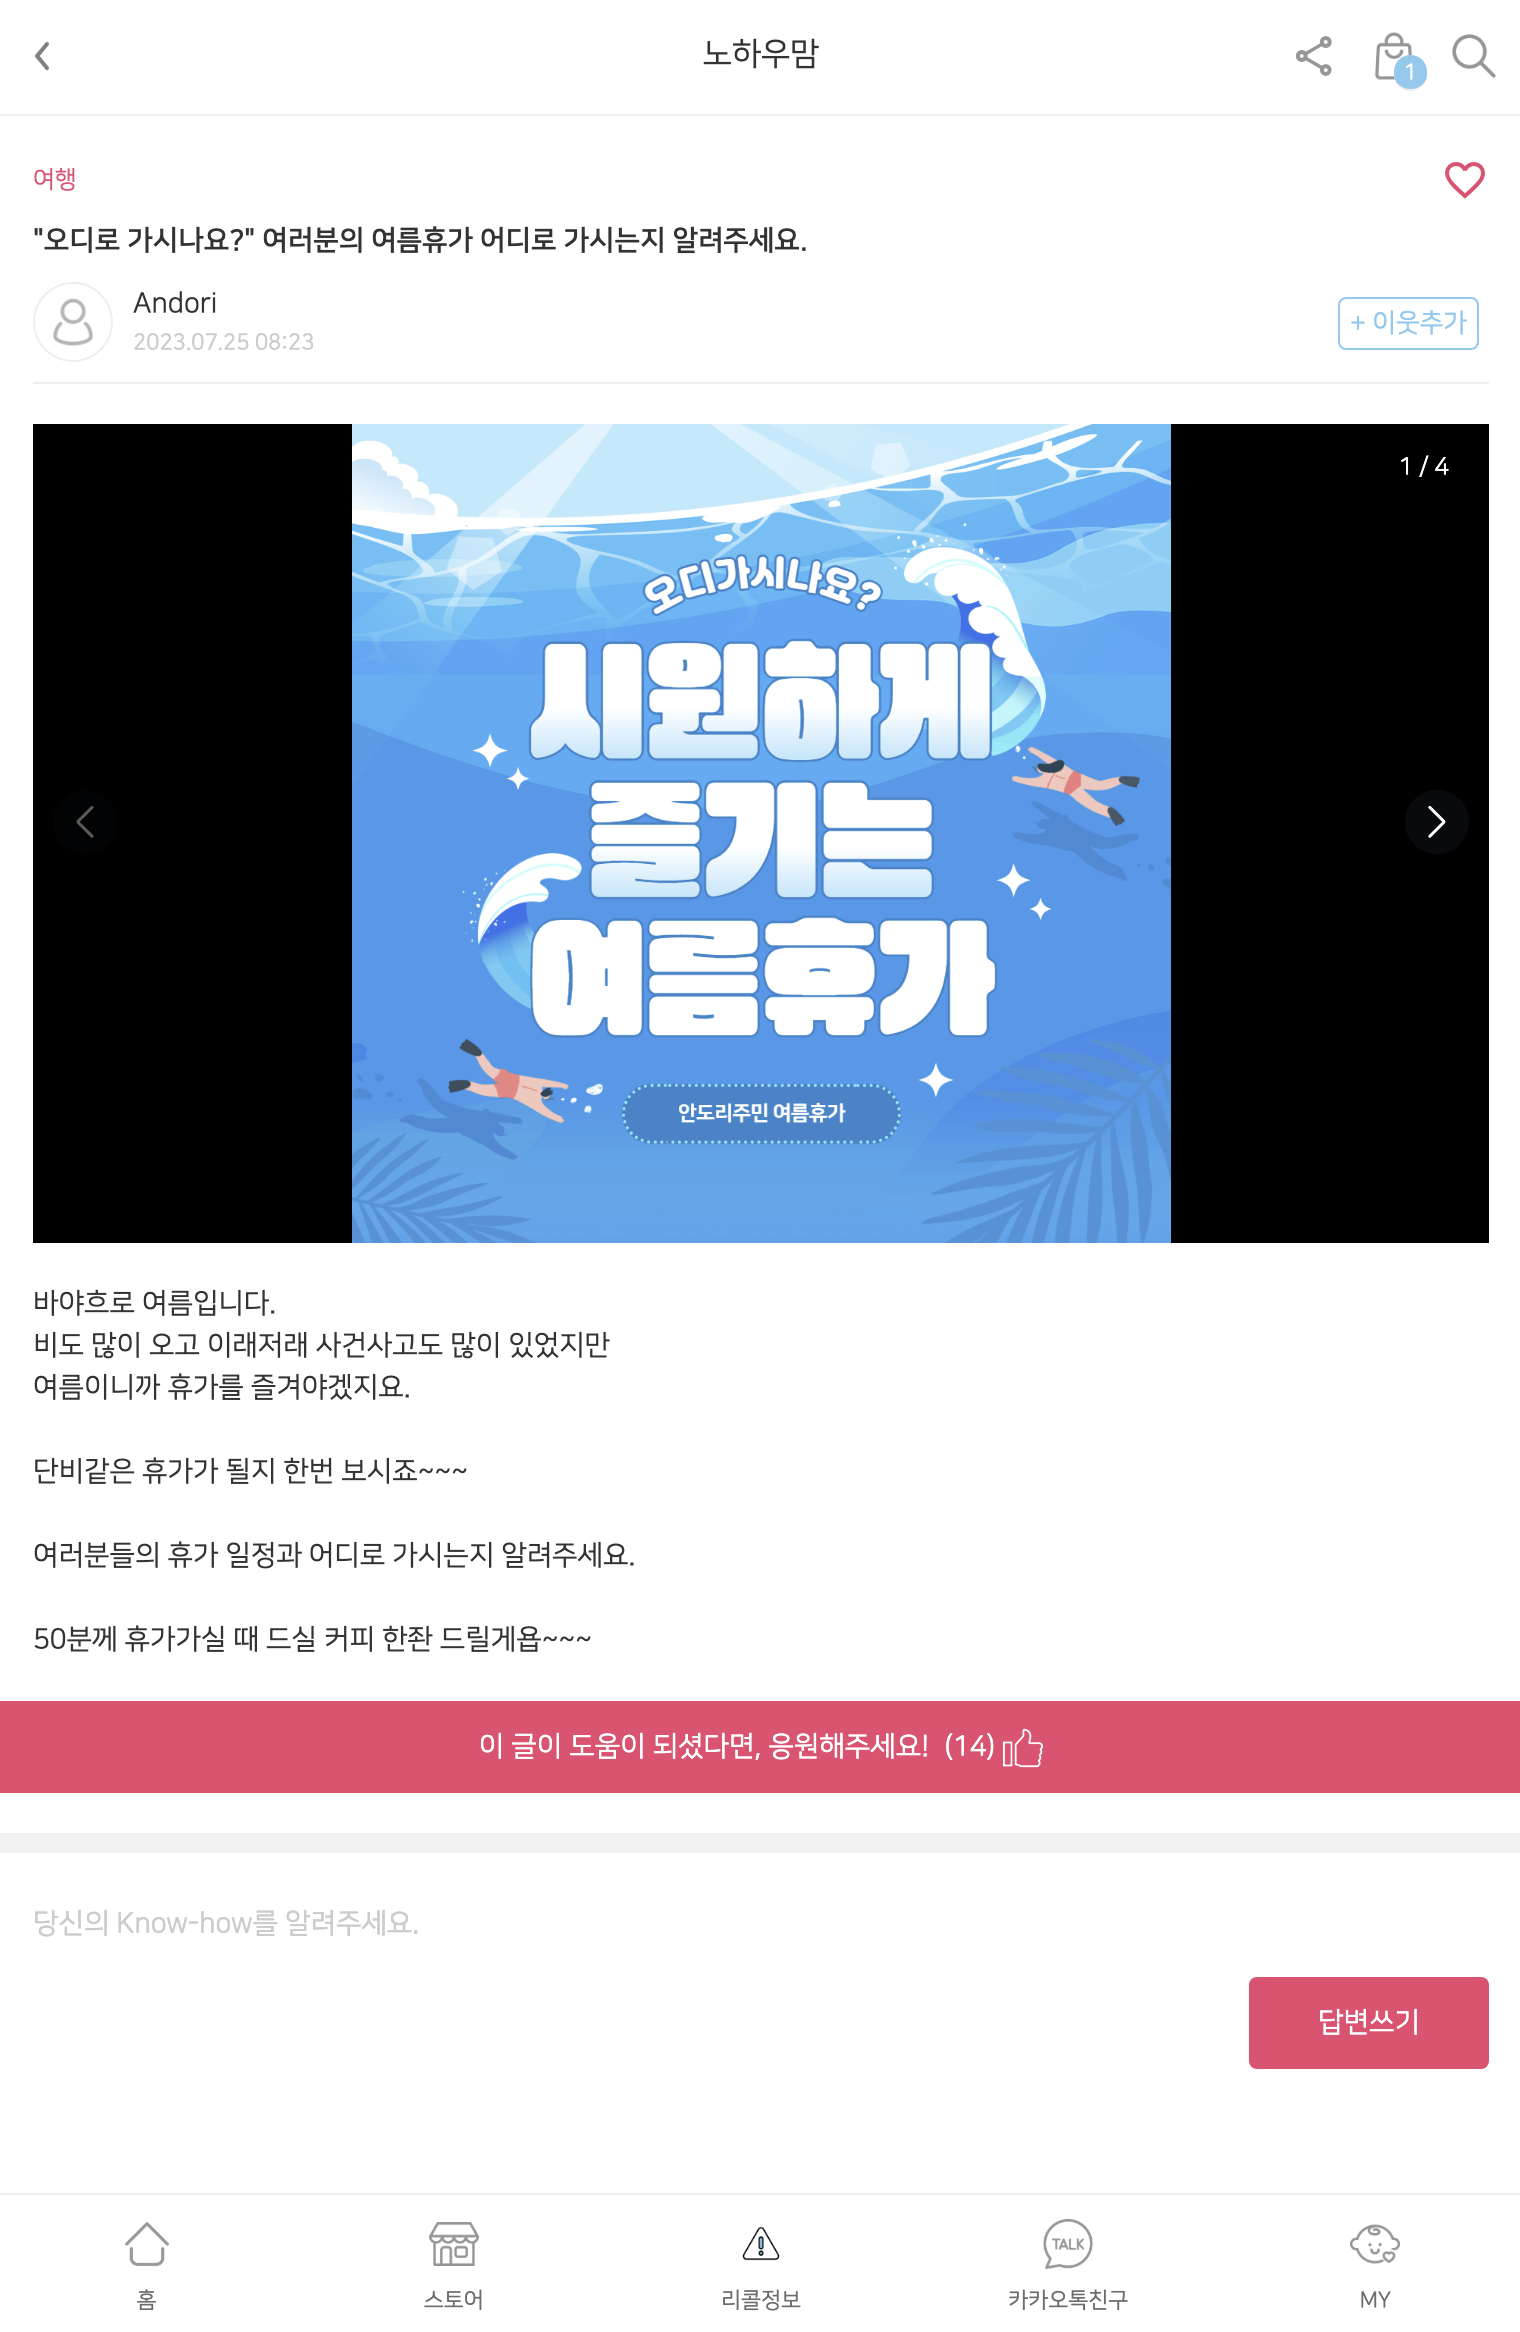 노하우맘
1
여행
"오디로 가시나요?" 여러분의 여름휴가 어디로 가시는지 알려주세요.
Andori
2023.07.25 08:23
+ 이웃추가
1 / 4
오디가시나요?
시원하게
즐기는
여름휴가
안도리주민 여름휴가
바야흐로 여름입니다.
비도 많이 오고 이래저래 사건사고도 많이 있었지만
여름이니까 휴가를 즐겨야겠지요.
단비같은 휴가가 될지 한번 보시죠~~~
여러분들의 휴가 일정과 어디로 가시는지 알려주세요.
50분께 휴가가실 때 드실 커피 한좐 드릴게욥~~~
이 글이 도움이 되셨다면, 응원해주세요! (14)
당신의 Know-how를 알려주세요.
답변쓰기
홈
스토어
리콜정보
TALK
카카오톡친구
MY